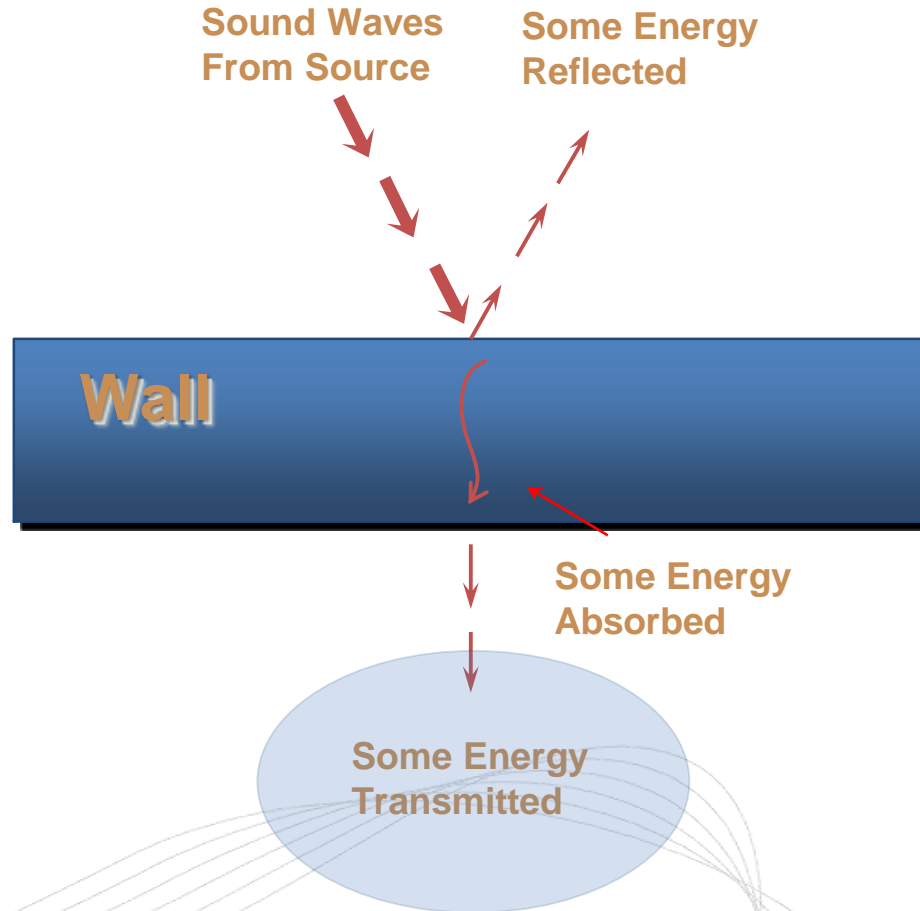 Sound Waves
From Source
Some Energy
Reflected
Wall
Some Energy
Absorbed
Some Energy
Transmitted